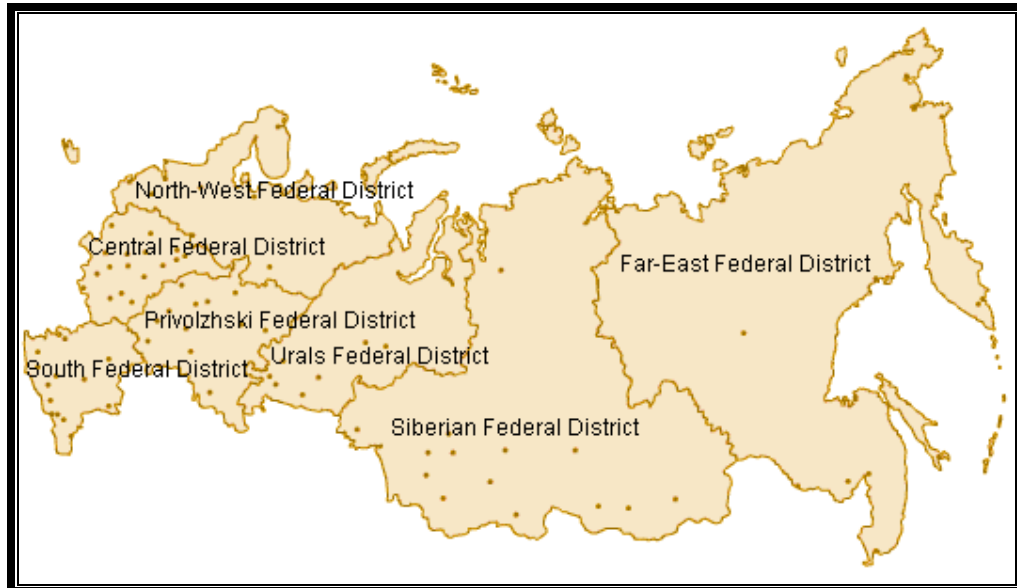 North-West Federal District
Central Federal District
Far-East Federal District
Privolzhski Federal District
Urals Federal District
South Federal District
Siberian Federal District